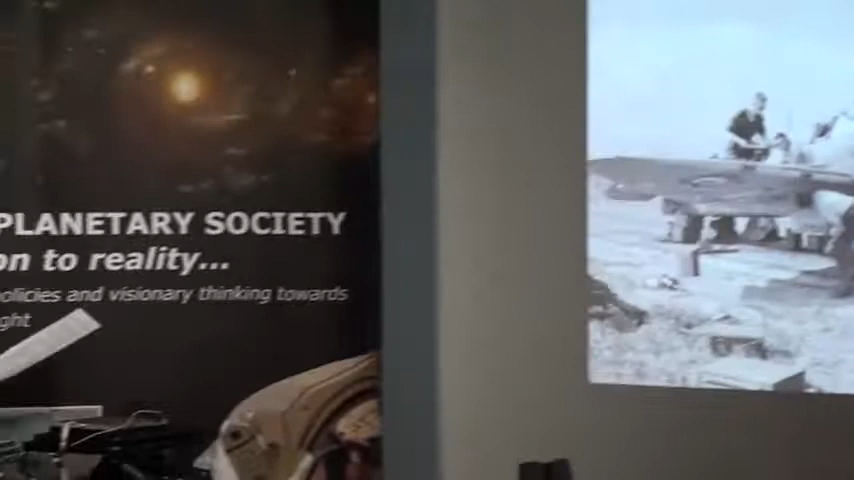 PLANETARY SOCIETY
on to reality...
policies and visionary thinking towards
ght